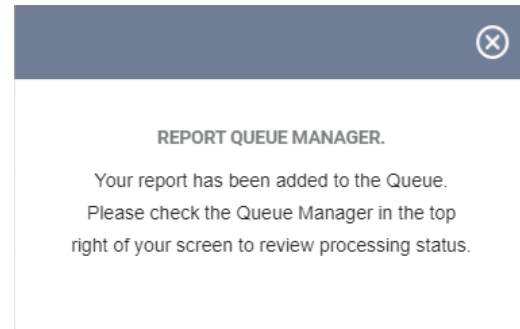 REPORT QUEUE MANAGER.
Your report has been added to the Queue.
Please check the Queue Manager in the top
right of your screen to review processing status.